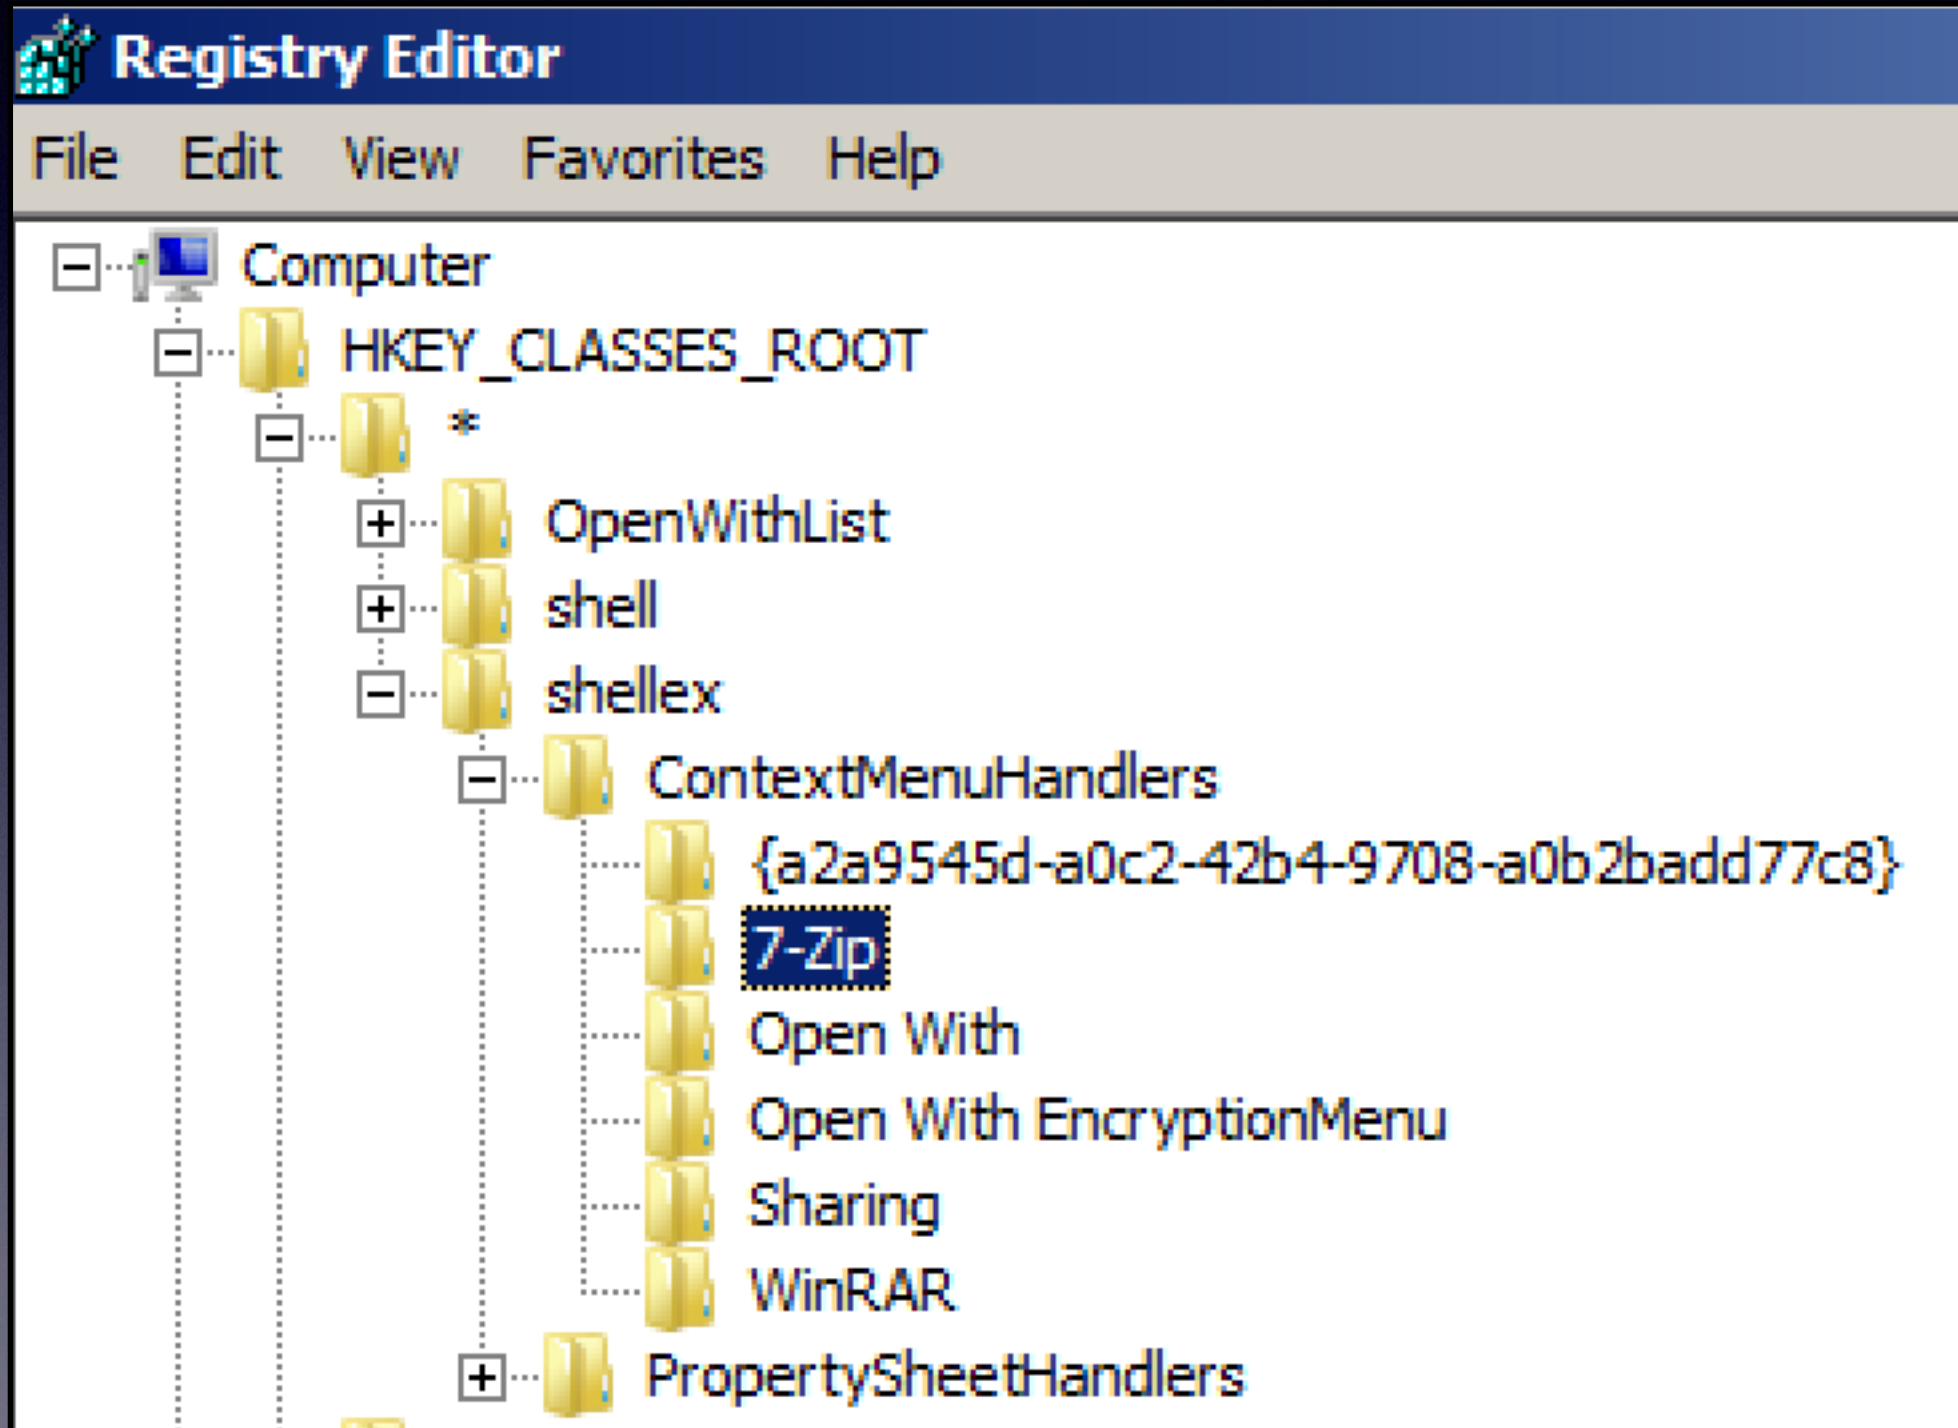 Registry Editor
File Edit View Favorites Help
Computer
HKEY_CLASSES_ROOT
*
OpenWithList
shell
shellex
ContextMenuHandlers
{a2a9545d-a0c2-42b4-9708-a0b2badd77c8}
7-Zip
Open With
Open With EncryptionMenu
Sharing
WinRAR
PropertySheetHandlers